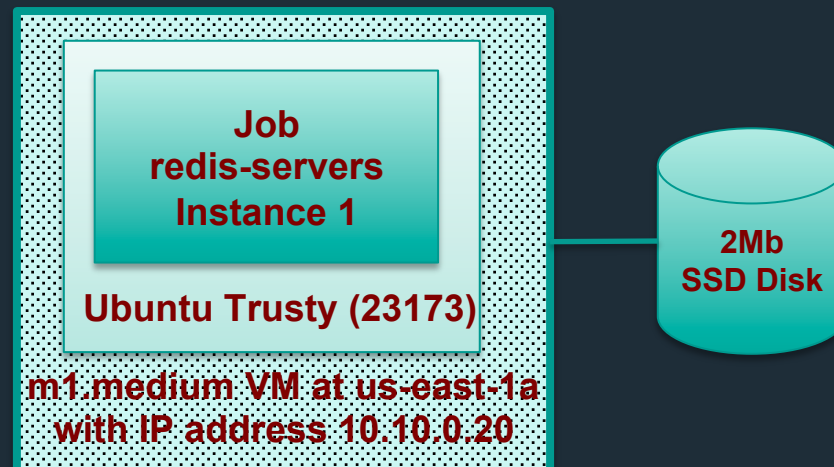 Job
redis-servers
Instance 1
Ubuntu Trusty (23173)
m1.medium VM at us-east-1a
with IP address 10.10.0.20
2Mb
SSD Disk